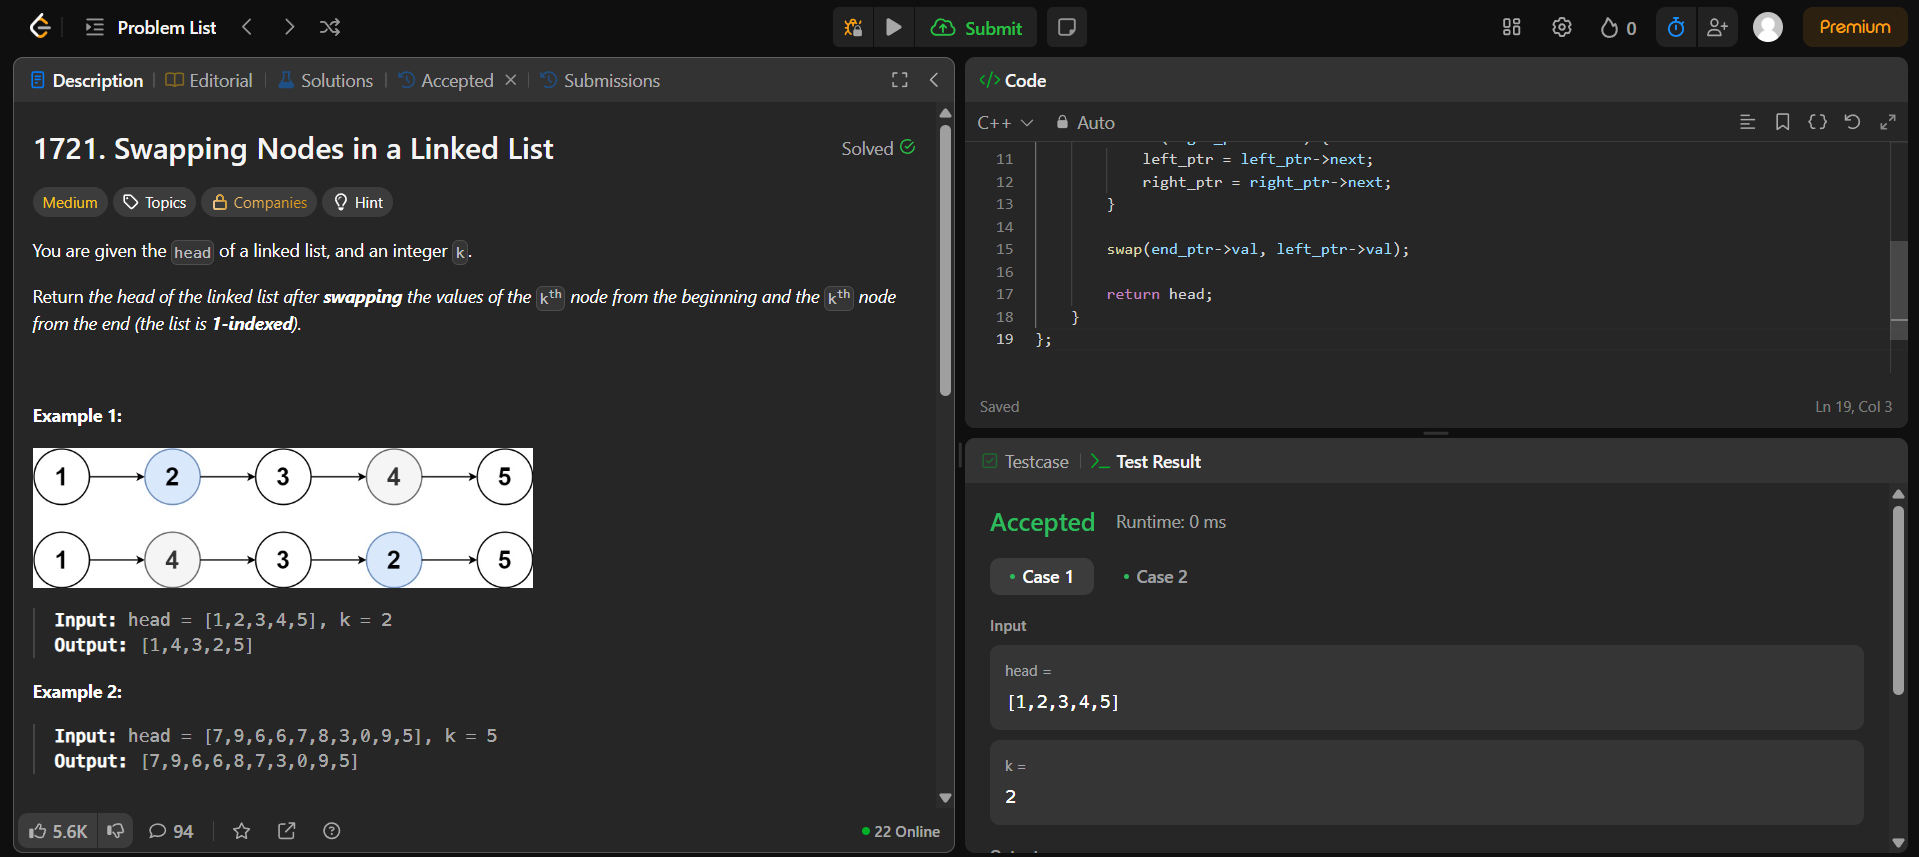 Problem List
Submit
0
Premium
Description | Editorial | Solutions | Accepted × | Submissions
1721. Swapping Nodes in a Linked List
Solved
Medium Topics Companies Hint
You are given the head of a linked list, and an integer k.
Return the head of the linked list after swapping the values of the kth node from the beginning and the kth node
from the end (the list is 1-indexed).
Example 1:
1 2 3 4 5
1 4 3 2 5
Input: head = [1,2,3,4,5], k = 2
Output: [1,4,3,2,5]
Example 2:
Input: head = [7,9,6,6,7,8,3,0,9,5], k = 5
Output: [7,9,6,6,8,7,3,0,9,5]
5.6K
94
22 Online
</> Code
C++ Auto
11 left_ptr = left_ptr->next;
12 right_ptr = right_ptr->next;
13 }
14
15 swap(end_ptr->val, left_ptr->val);
16
17 return head;
18 }
19 };
Saved
Ln 19, Col 3
Testcase | >_ Test Result
Accepted Runtime: 0 ms
• Case 1 • Case 2
Input
head =
[1,2,3,4,5]
k =
2